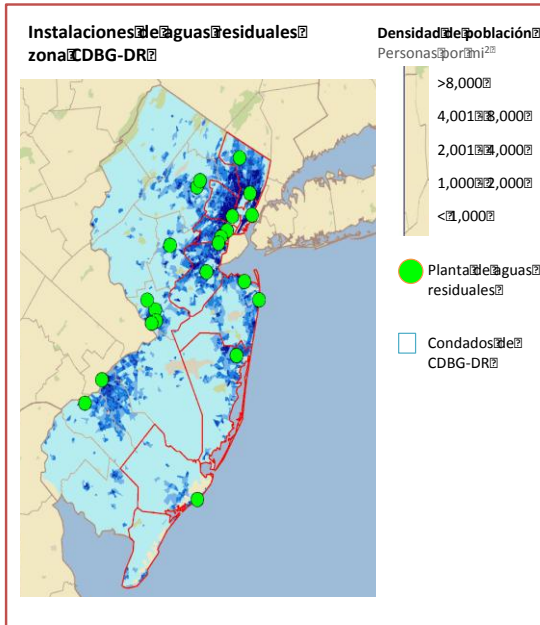 Instalaciones de aguas residuales
zona CDBG-DR
Densidad de población
Personas por mi²
>8,000
4,001 8,000
2,001 4,000
1,000 2,000
< 1,000
Planta de aguas
residuales
Condados de
CDBG-DR